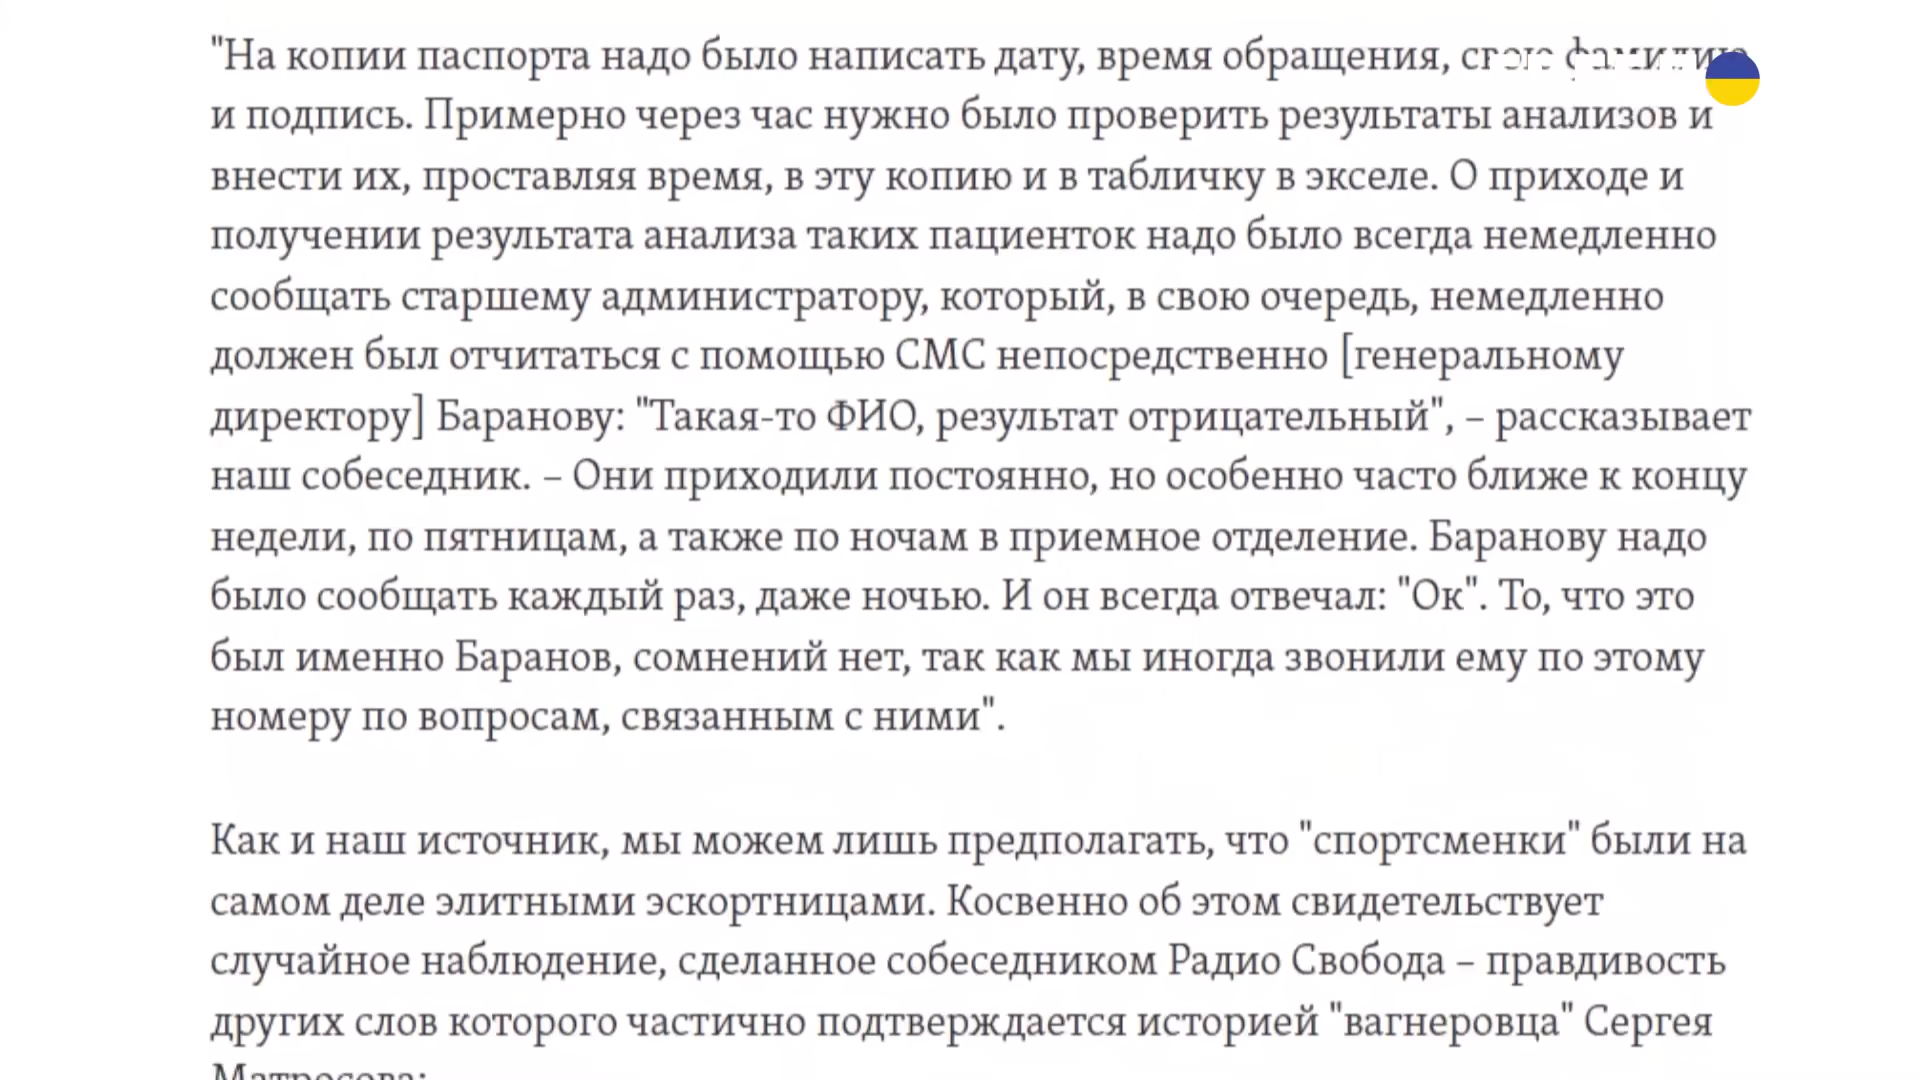 "На копии паспорта надо было написать дату, время обращения, свою фамилию
и подпись. Примерно через час нужно было проверить результаты анализов и
внести их, проставляя время, в эту копию и в табличку в экселе. О приходе и
получении результата анализа таких пациенток надо было всегда немедленно
сообщать старшему администратору, который, в свою очередь, немедленно
должен был отчитаться с помощью СМС непосредственно [генеральному
директору] Баранову: "Такая-то ФИО, результат отрицательный", – рассказывает
наш собеседник. – Они приходили постоянно, но особенно часто ближе к концу
недели, по пятницам, а также по ночам в приемное отделение. Баранову надо
было сообщать каждый раз, даже ночью. И он всегда отвечал: "Ок". То, что это
был именно Баранов, сомнений нет, так как мы иногда звонили ему по этому
номеру по вопросам, связанным с ними".
Как и наш источник, мы можем лишь предполагать, что "спортсменки" были на
самом деле элитными эскортницами. Косвенно об этом свидетельствует
случайное наблюдение, сделанное собеседником Радио Свобода – правдивость
других слов которого частично подтверждается историей "вагнеровца" Сергея
Матросова: